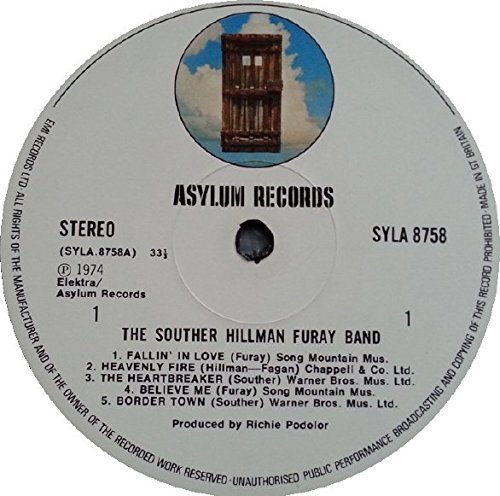 ASYLUM RECORDS
STEREO
SYLA 8758
(SYLA.8758A) 33⅓
Ⓟ 1974
Elektra/
Asylum Records
1
1
THE SOUTHER HILLMAN FURAY BAND
1. FALLIN' IN LOVE (Furay) Song Mountain Mus.
2. HEAVENLY FIRE (Hillman—Fagan) Chappell & Co. Ltd.
3. THE HEARTBREAKER (Souther) Warner Bros. Mus. Ltd.
4. BELIEVE ME (Furay) Song Mountain Mus.
5. BORDER TOWN (Souther) Warner Bros. Mus. Ltd.
Produced by Richie Podolor
EMI RECORDS LTD · ALL RIGHTS OF THE MANUFACTURER AND OF THE OWNER OF THE RECORDED WORK RESERVED · UNAUTHORISED PUBLIC PERFORMANCE BROADCASTING AND COPYING OF THIS RECORD PROHIBITED · MADE IN GT BRITAIN